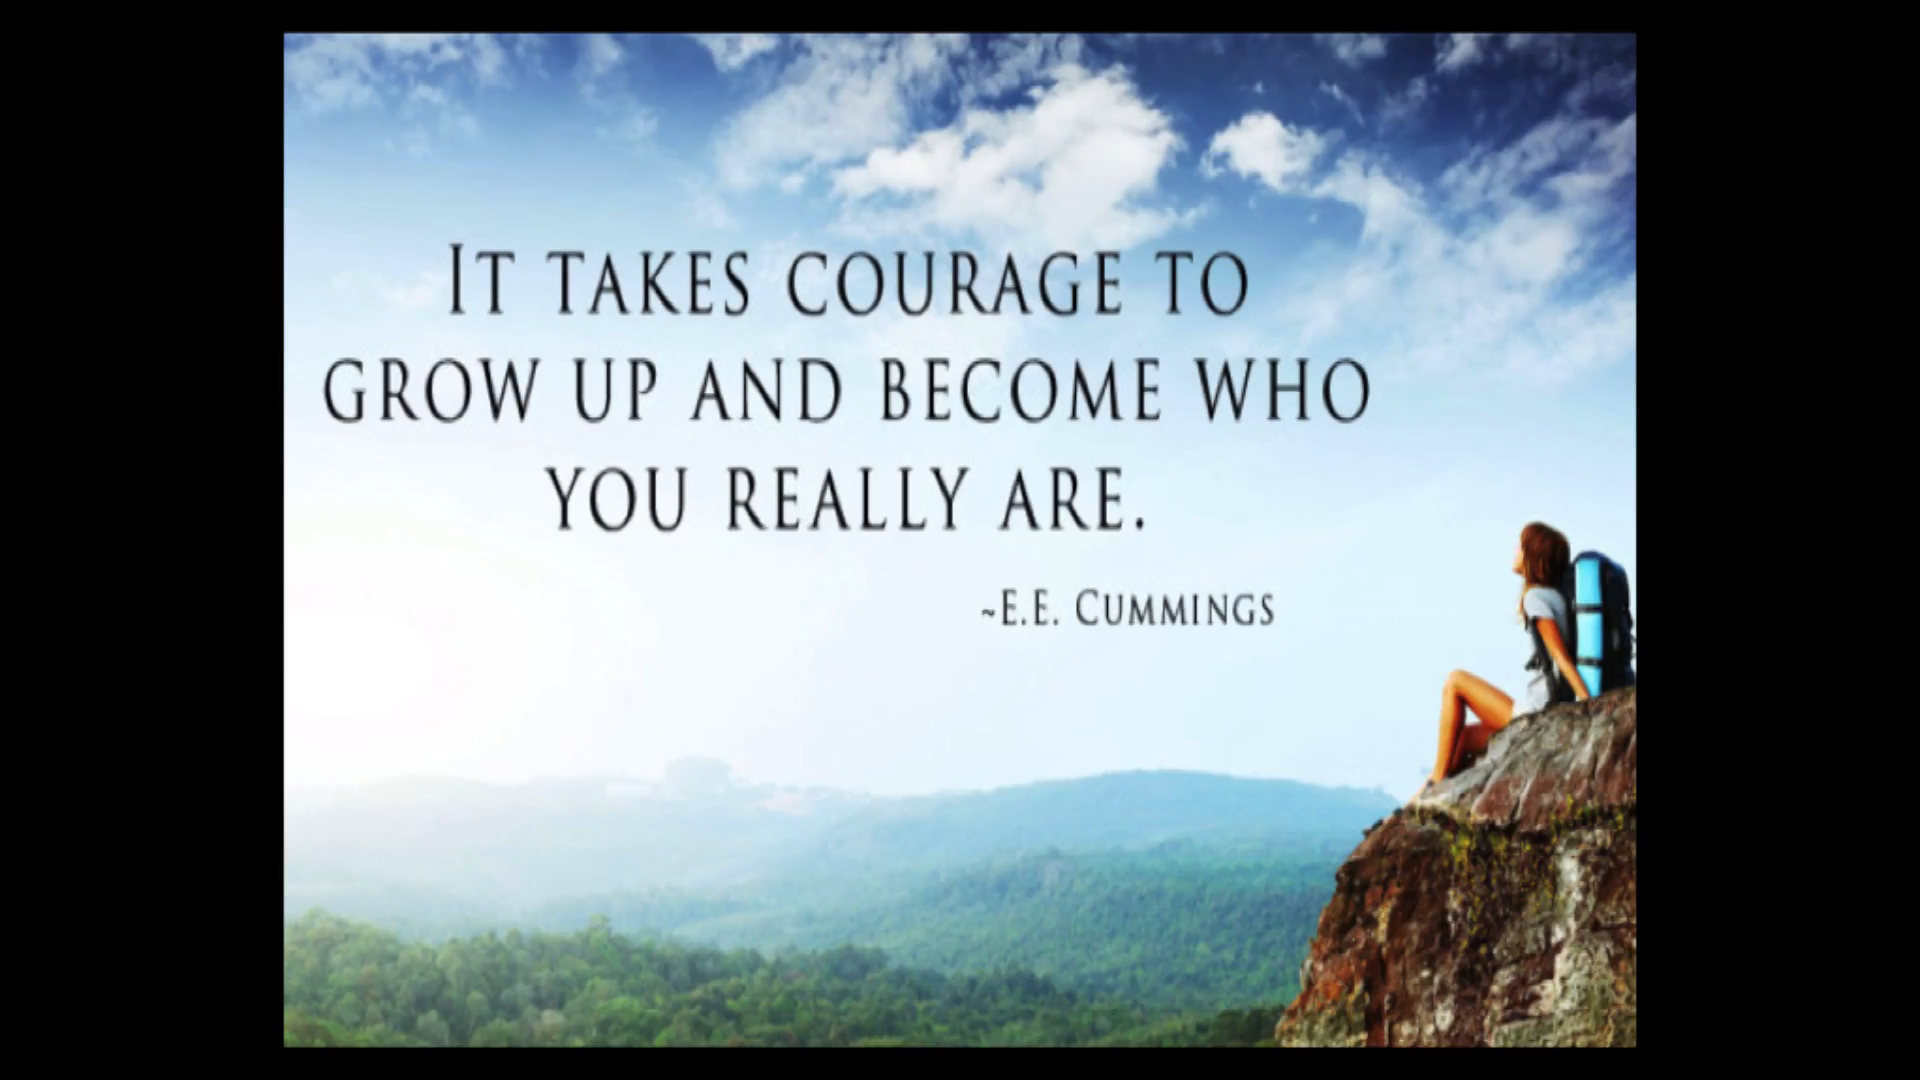 It takes courage to
grow up and become who
you really are.
~E.E. Cummings